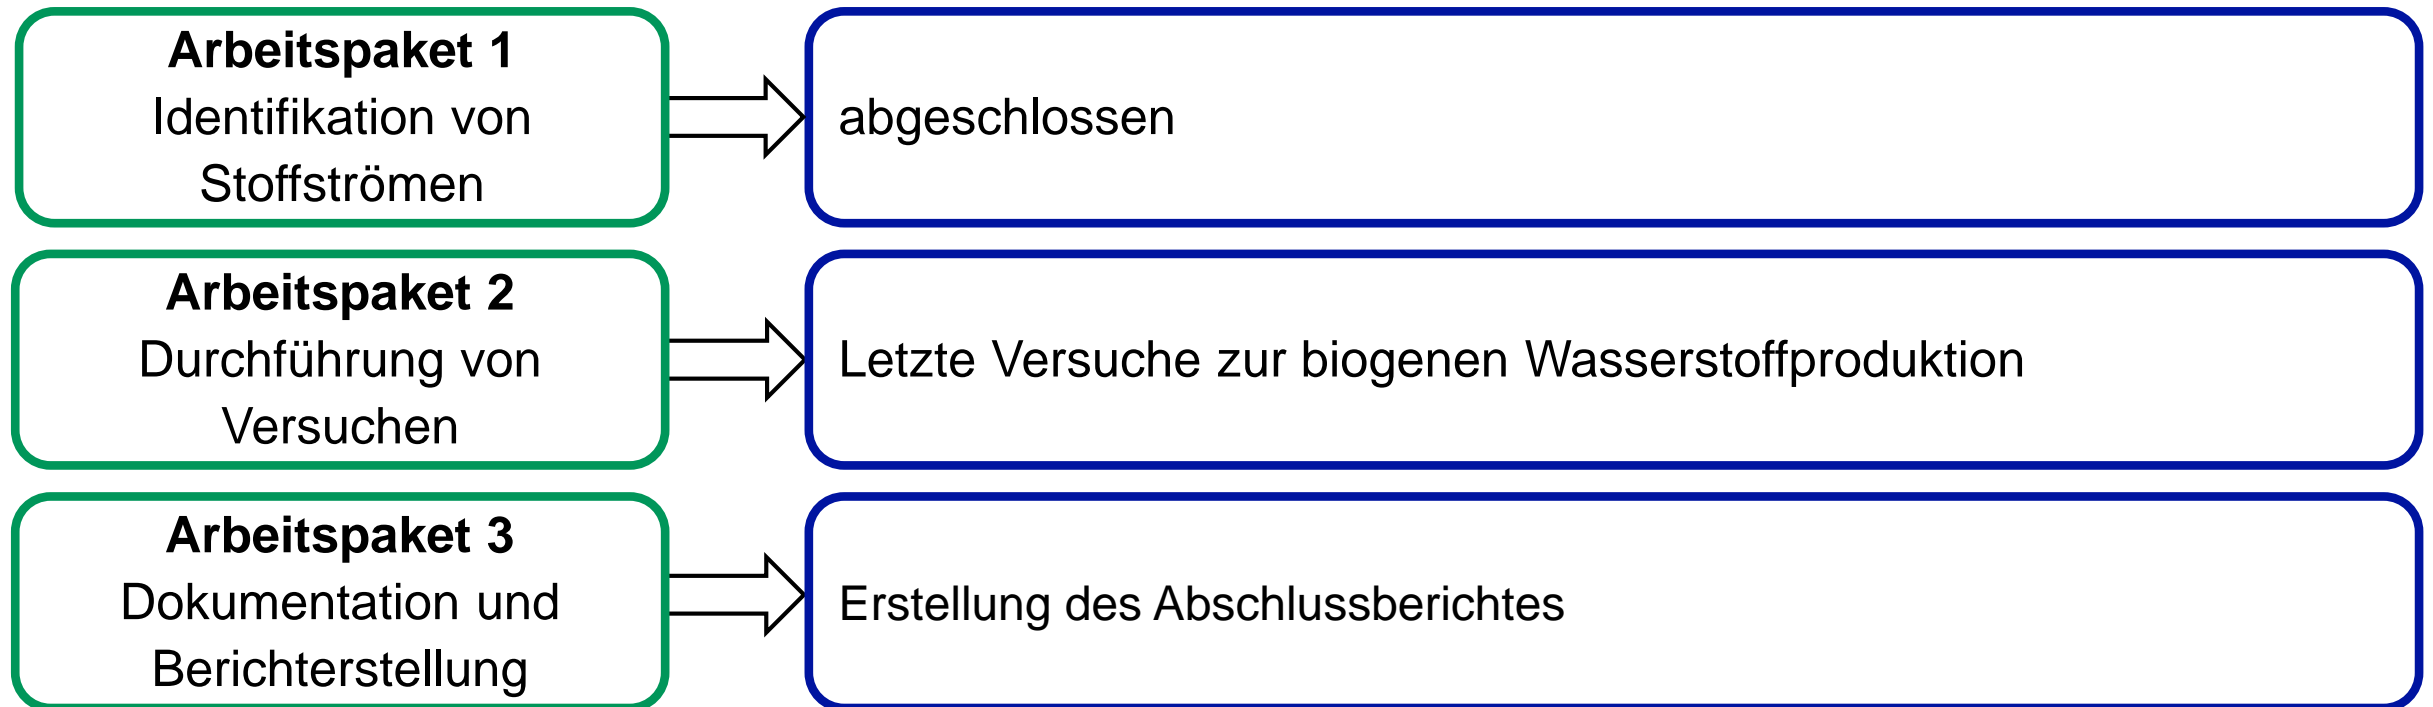 Arbeitspaket 1
Identifikation von
Stoffströmen
abgeschlossen
Arbeitspaket 2
Durchführung von
Versuchen
Letzte Versuche zur biogenen Wasserstoffproduktion
Arbeitspaket 3
Dokumentation und
Berichterstellung
Erstellung des Abschlussberichtes